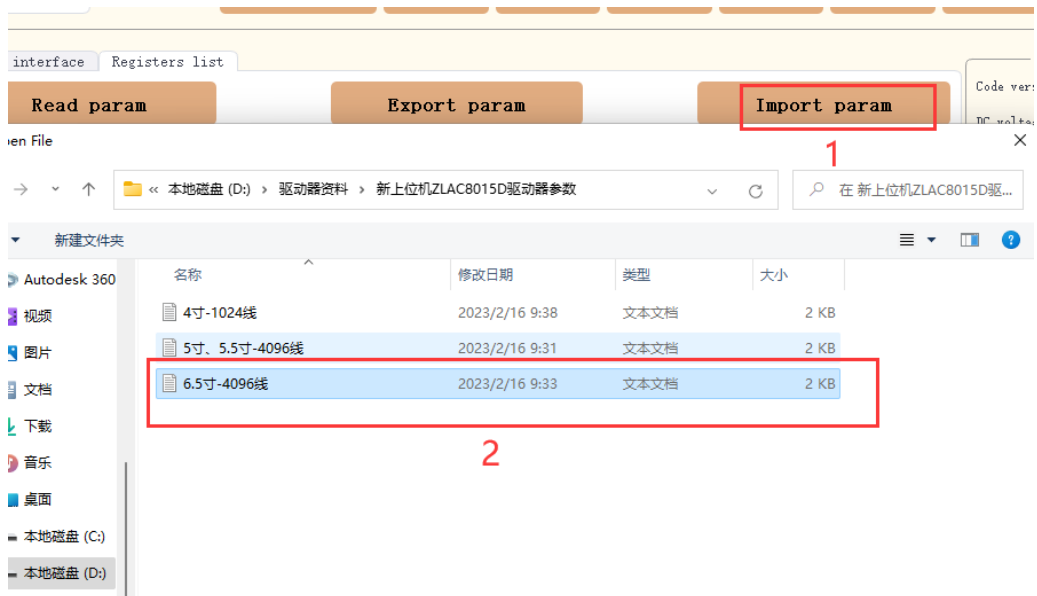 interface Registers list
Read param Export param Import param
Code ver
DC volta
1
en File
« 本地磁盘 (D:) › 驱动器资料 › 新上位机ZLAC8015D驱动器参数
在 新上位机ZLAC8015D驱...
新建文件夹
名称 修改日期 类型 大小
Autodesk 360
4寸-1024线 2023/2/16 9:38 文本文档 2 KB
视频
5寸、5.5寸-4096线 2023/2/16 9:31 文本文档 2 KB
图片
6.5寸-4096线 2023/2/16 9:33 文本文档 2 KB
文档
下载
2
音乐
桌面
本地磁盘 (C:)
本地磁盘 (D:)